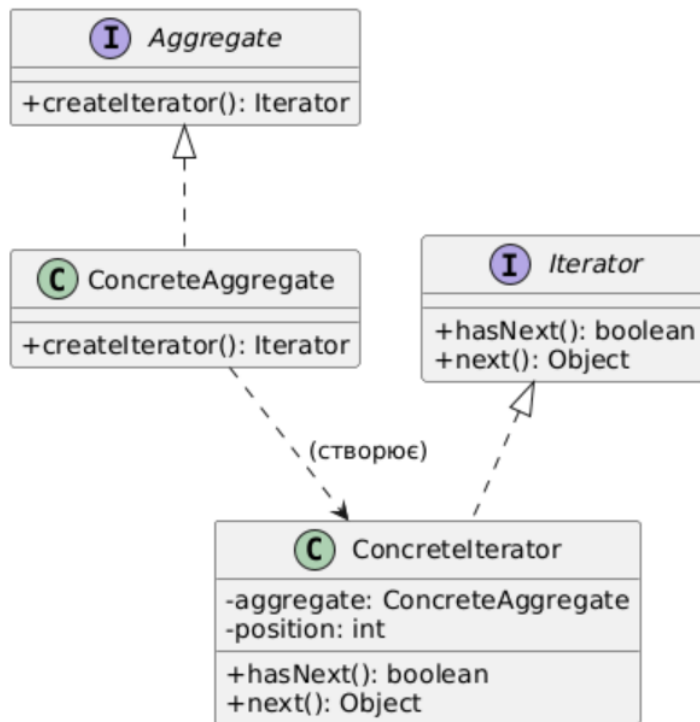 I Aggregate
+createIterator(): Iterator
C ConcreteAggregate
+createIterator(): Iterator
I Iterator
+hasNext(): boolean
+next(): Object
(створює)
C ConcreteIterator
-aggregate: ConcreteAggregate
-position: int
+hasNext(): boolean
+next(): Object